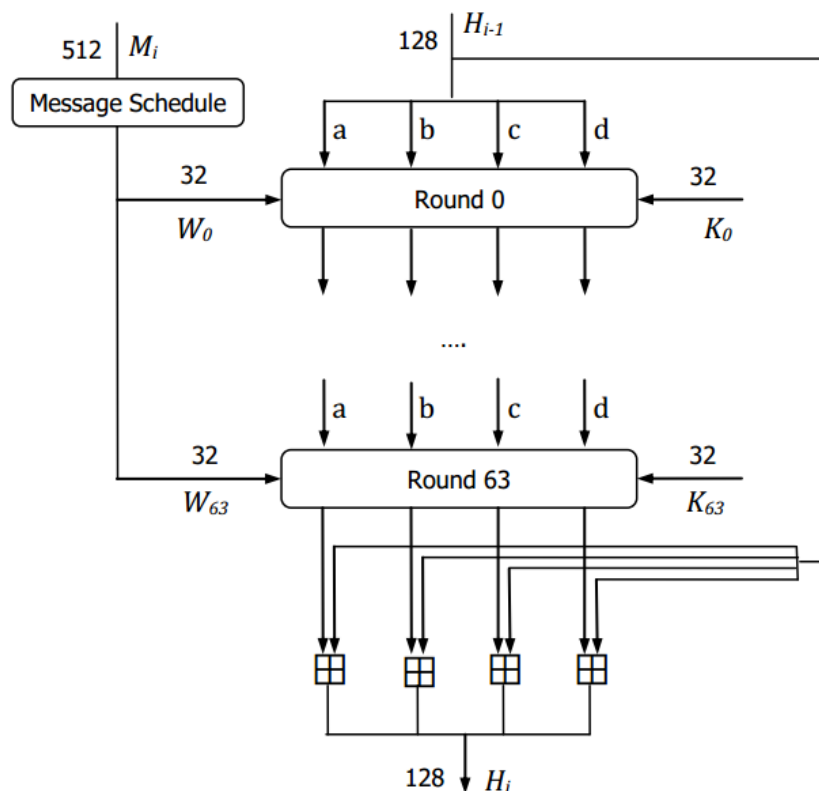 512 Mi
128 Hi-1
Message Schedule
a b c d
32
Round 0
32
W0
K0
....
a b c d
32
Round 63
32
W63
K63
128 Hi